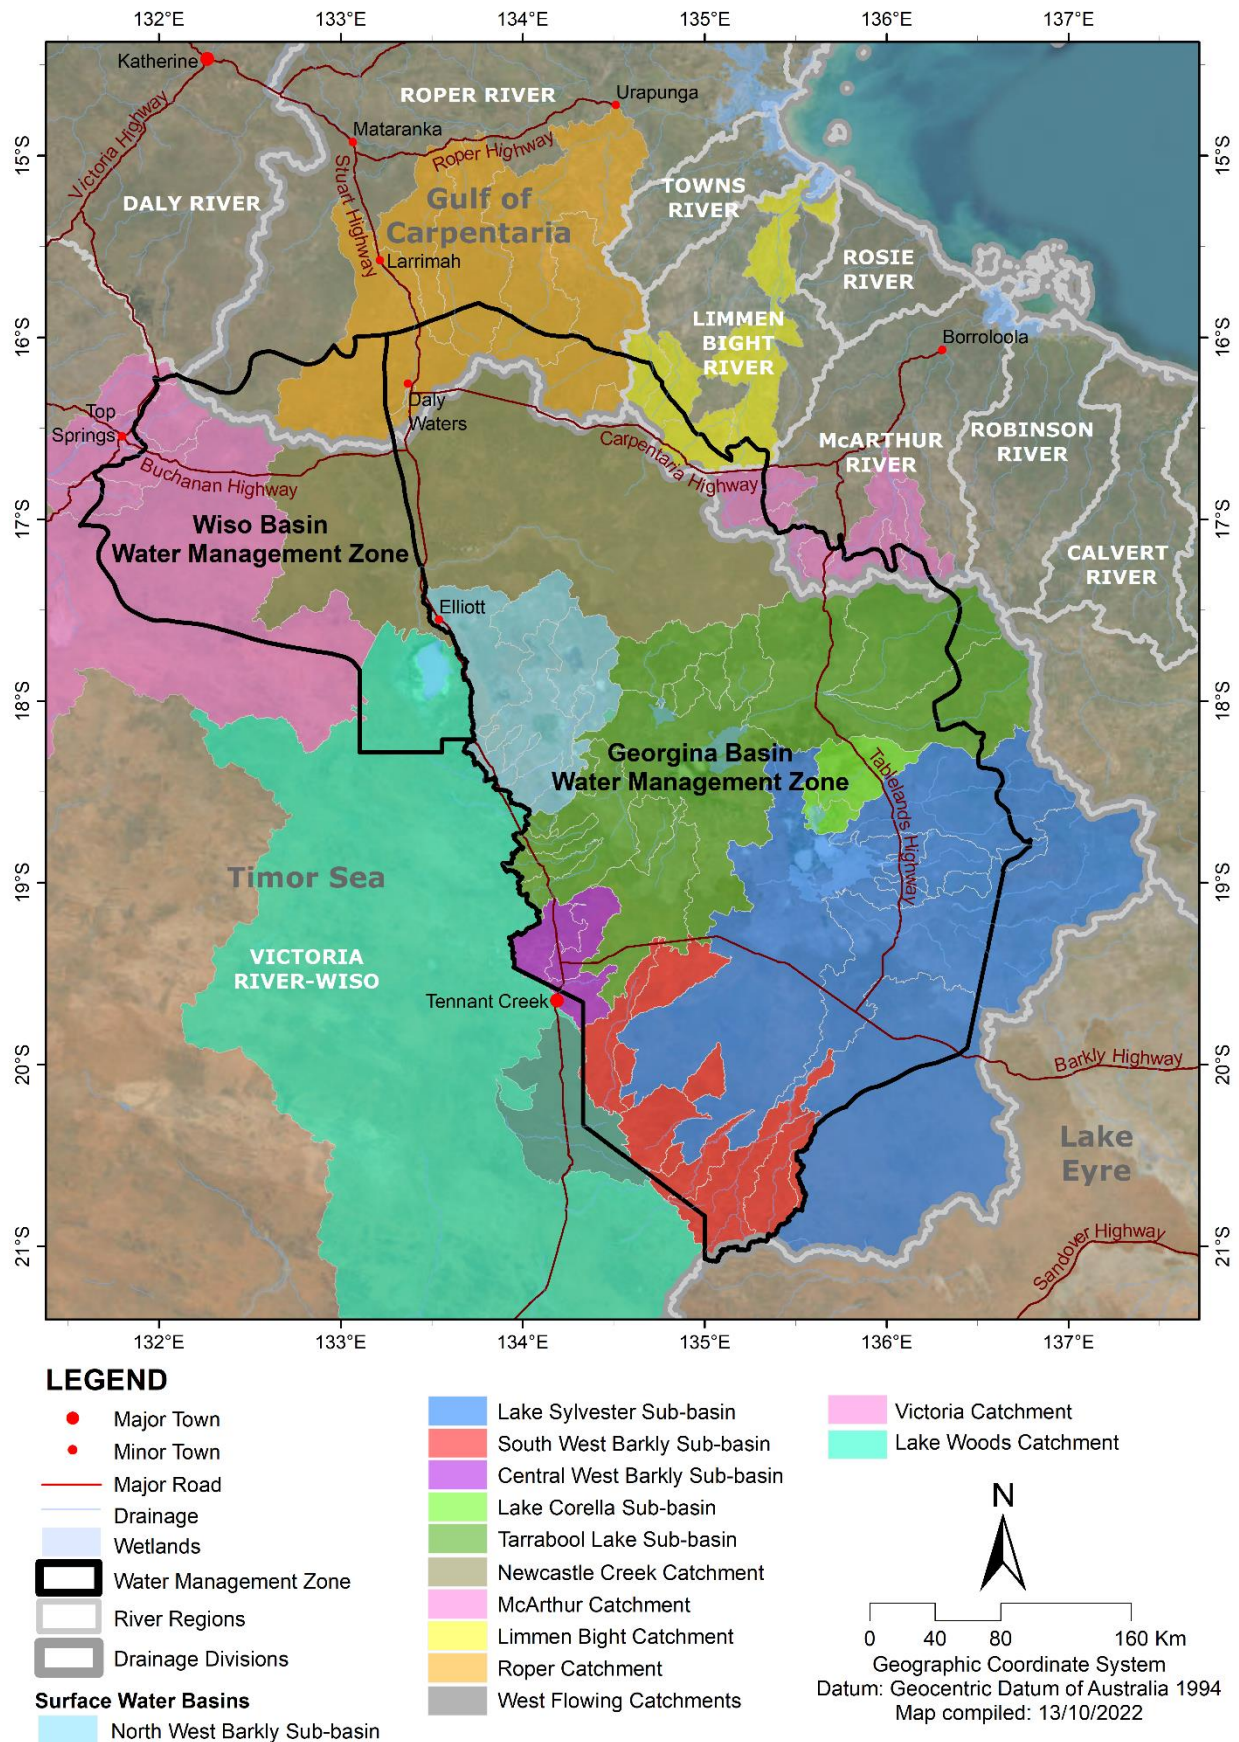 132°E 133°E 134°E 135°E 136°E 137°E
Katherine
ROPER RIVER
Urapunga
Victoria Highway
Mataranka
Roper Highway
15°S
15°S
Stuart Highway
DALY RIVER
Gulf of
Carpentaria
TOWNS
RIVER
Larrimah
ROSIE
RIVER
LIMMEN
BIGHT
RIVER
16°S
16°S
Borroloola
Daly
Waters
Top
Springs
Buchanan Highway
Carpentaria Highway
McARTHUR
RIVER
ROBINSON
RIVER
17°S
17°S
Wiso Basin
Water Management Zone
CALVERT
RIVER
Elliott
18°S
18°S
Georgina Basin
Water Management Zone
Tablelands Highway
Timor Sea
19°S
19°S
VICTORIA
RIVER-WISO
Tennant Creek
Barkly Highway
20°S
20°S
Lake
Eyre
Sandover Highway
21°S
21°S
132°E 133°E 134°E 135°E 136°E 137°E
LEGEND
Major Town
Minor Town
Major Road
Drainage
Wetlands
Water Management Zone
River Regions
Drainage Divisions
Surface Water Basins
North West Barkly Sub-basin
Lake Sylvester Sub-basin
South West Barkly Sub-basin
Central West Barkly Sub-basin
Lake Corella Sub-basin
Tarrabool Lake Sub-basin
Newcastle Creek Catchment
McArthur Catchment
Limmen Bight Catchment
Roper Catchment
West Flowing Catchments
Victoria Catchment
Lake Woods Catchment
N
0 40 80 160 Km
Geographic Coordinate System
Datum: Geocentric Datum of Australia 1994
Map compiled: 13/10/2022